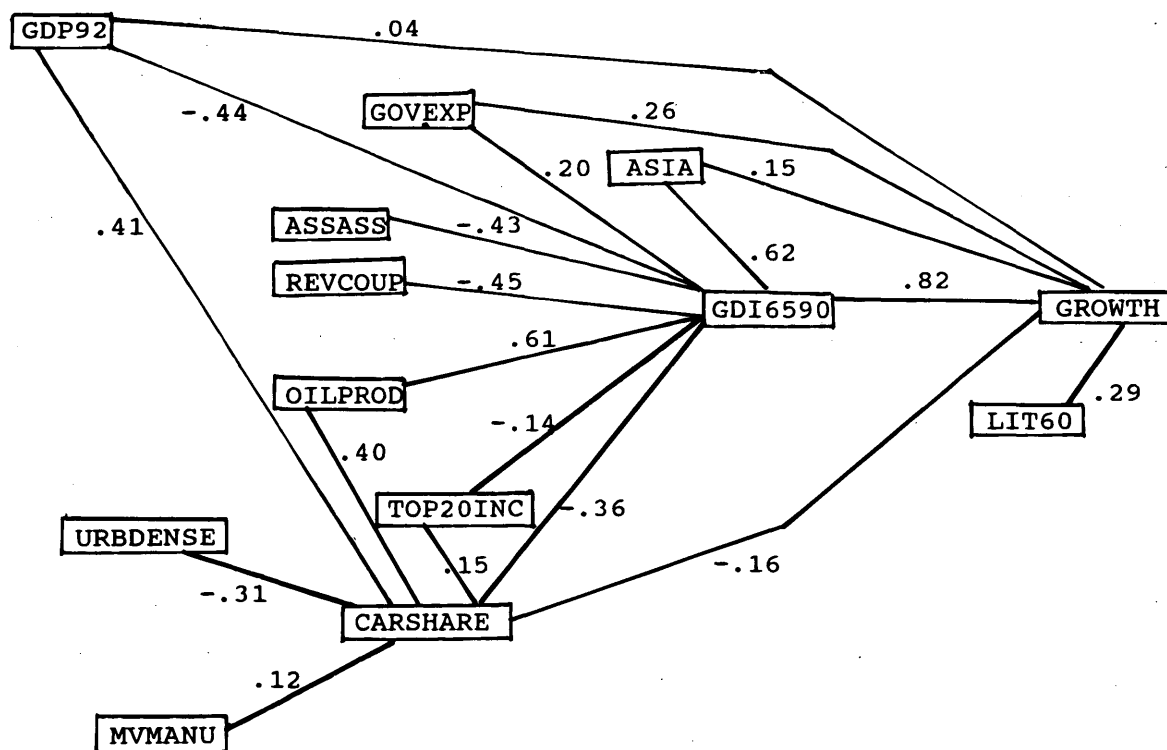 GDP92
.04
-.44
GOVEXP
.26
.20
ASIA
.15
.41
ASSASS
-.43
.62
REVCOUP
-.45
GDI6590
.82
GROWTH
.61
OILPROD
-.14
LIT60
.29
.40
TOP20INC
-.36
URBDENSE
.15
-.16
-.31
CARSHARE
.12
MVMANU